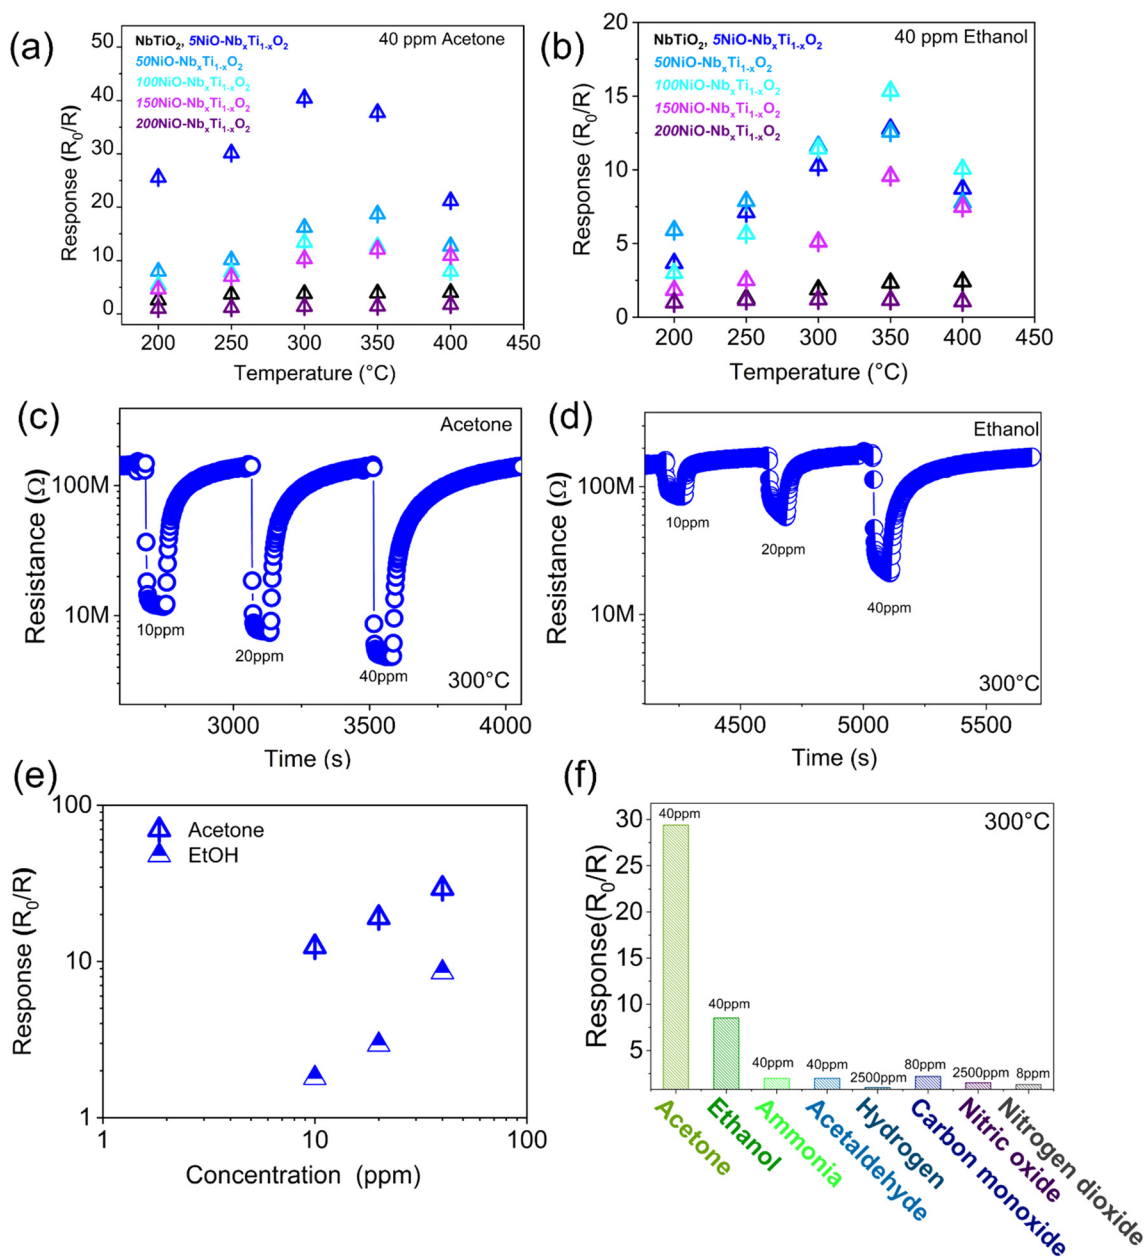 (a)
50
40
30
20
10
0
Response (R₀/R)
NbTiO₂, 5NiO-NbₓTi₁₋ₓO₂
50NiO-NbₓTi₁₋ₓO₂
100NiO-NbₓTi₁₋ₓO₂
150NiO-NbₓTi₁₋ₓO₂
200NiO-NbₓTi₁₋ₓO₂
40 ppm Acetone
200 250 300 350 400 450
Temperature (°C)
(b)
20
15
10
5
0
Response (R₀/R)
NbTiO₂, 5NiO-NbₓTi₁₋ₓO₂
50NiO-NbₓTi₁₋ₓO₂
100NiO-NbₓTi₁₋ₓO₂
150NiO-NbₓTi₁₋ₓO₂
200NiO-NbₓTi₁₋ₓO₂
40 ppm Ethanol
200 250 300 350 400 450
Temperature (°C)
(c)
Acetone
100M
10M
Resistance (Ω)
10ppm
20ppm
40ppm
300°C
3000 3500 4000
Time (s)
(d)
Ethanol
100M
10M
Resistance (Ω)
10ppm
20ppm
40ppm
300°C
4500 5000 5500
Time (s)
(e)
100
10
1
Response (R₀/R)
Acetone
EtOH
1 10 100
Concentration (ppm)
(f)
300°C
30
25
20
15
10
5
Response(R₀/R)
40ppm
40ppm
40ppm
40ppm
2500ppm
80ppm
2500ppm
8ppm
Acetone
Ethanol
Ammonia
Acetaldehyde
Hydrogen
Carbon monoxide
Nitric oxide
Nitrogen dioxide